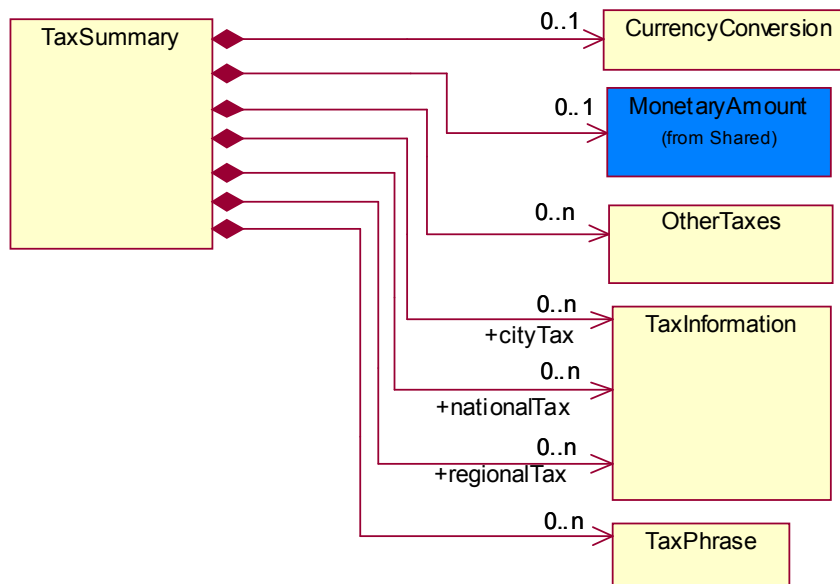 TaxSummary
0..1
CurrencyConversion
0..1
MonetaryAmount
(from Shared)
0..n
OtherTaxes
0..n
+cityTax
TaxInformation
0..n
+nationalTax
0..n
+regionalTax
0..n
TaxPhrase